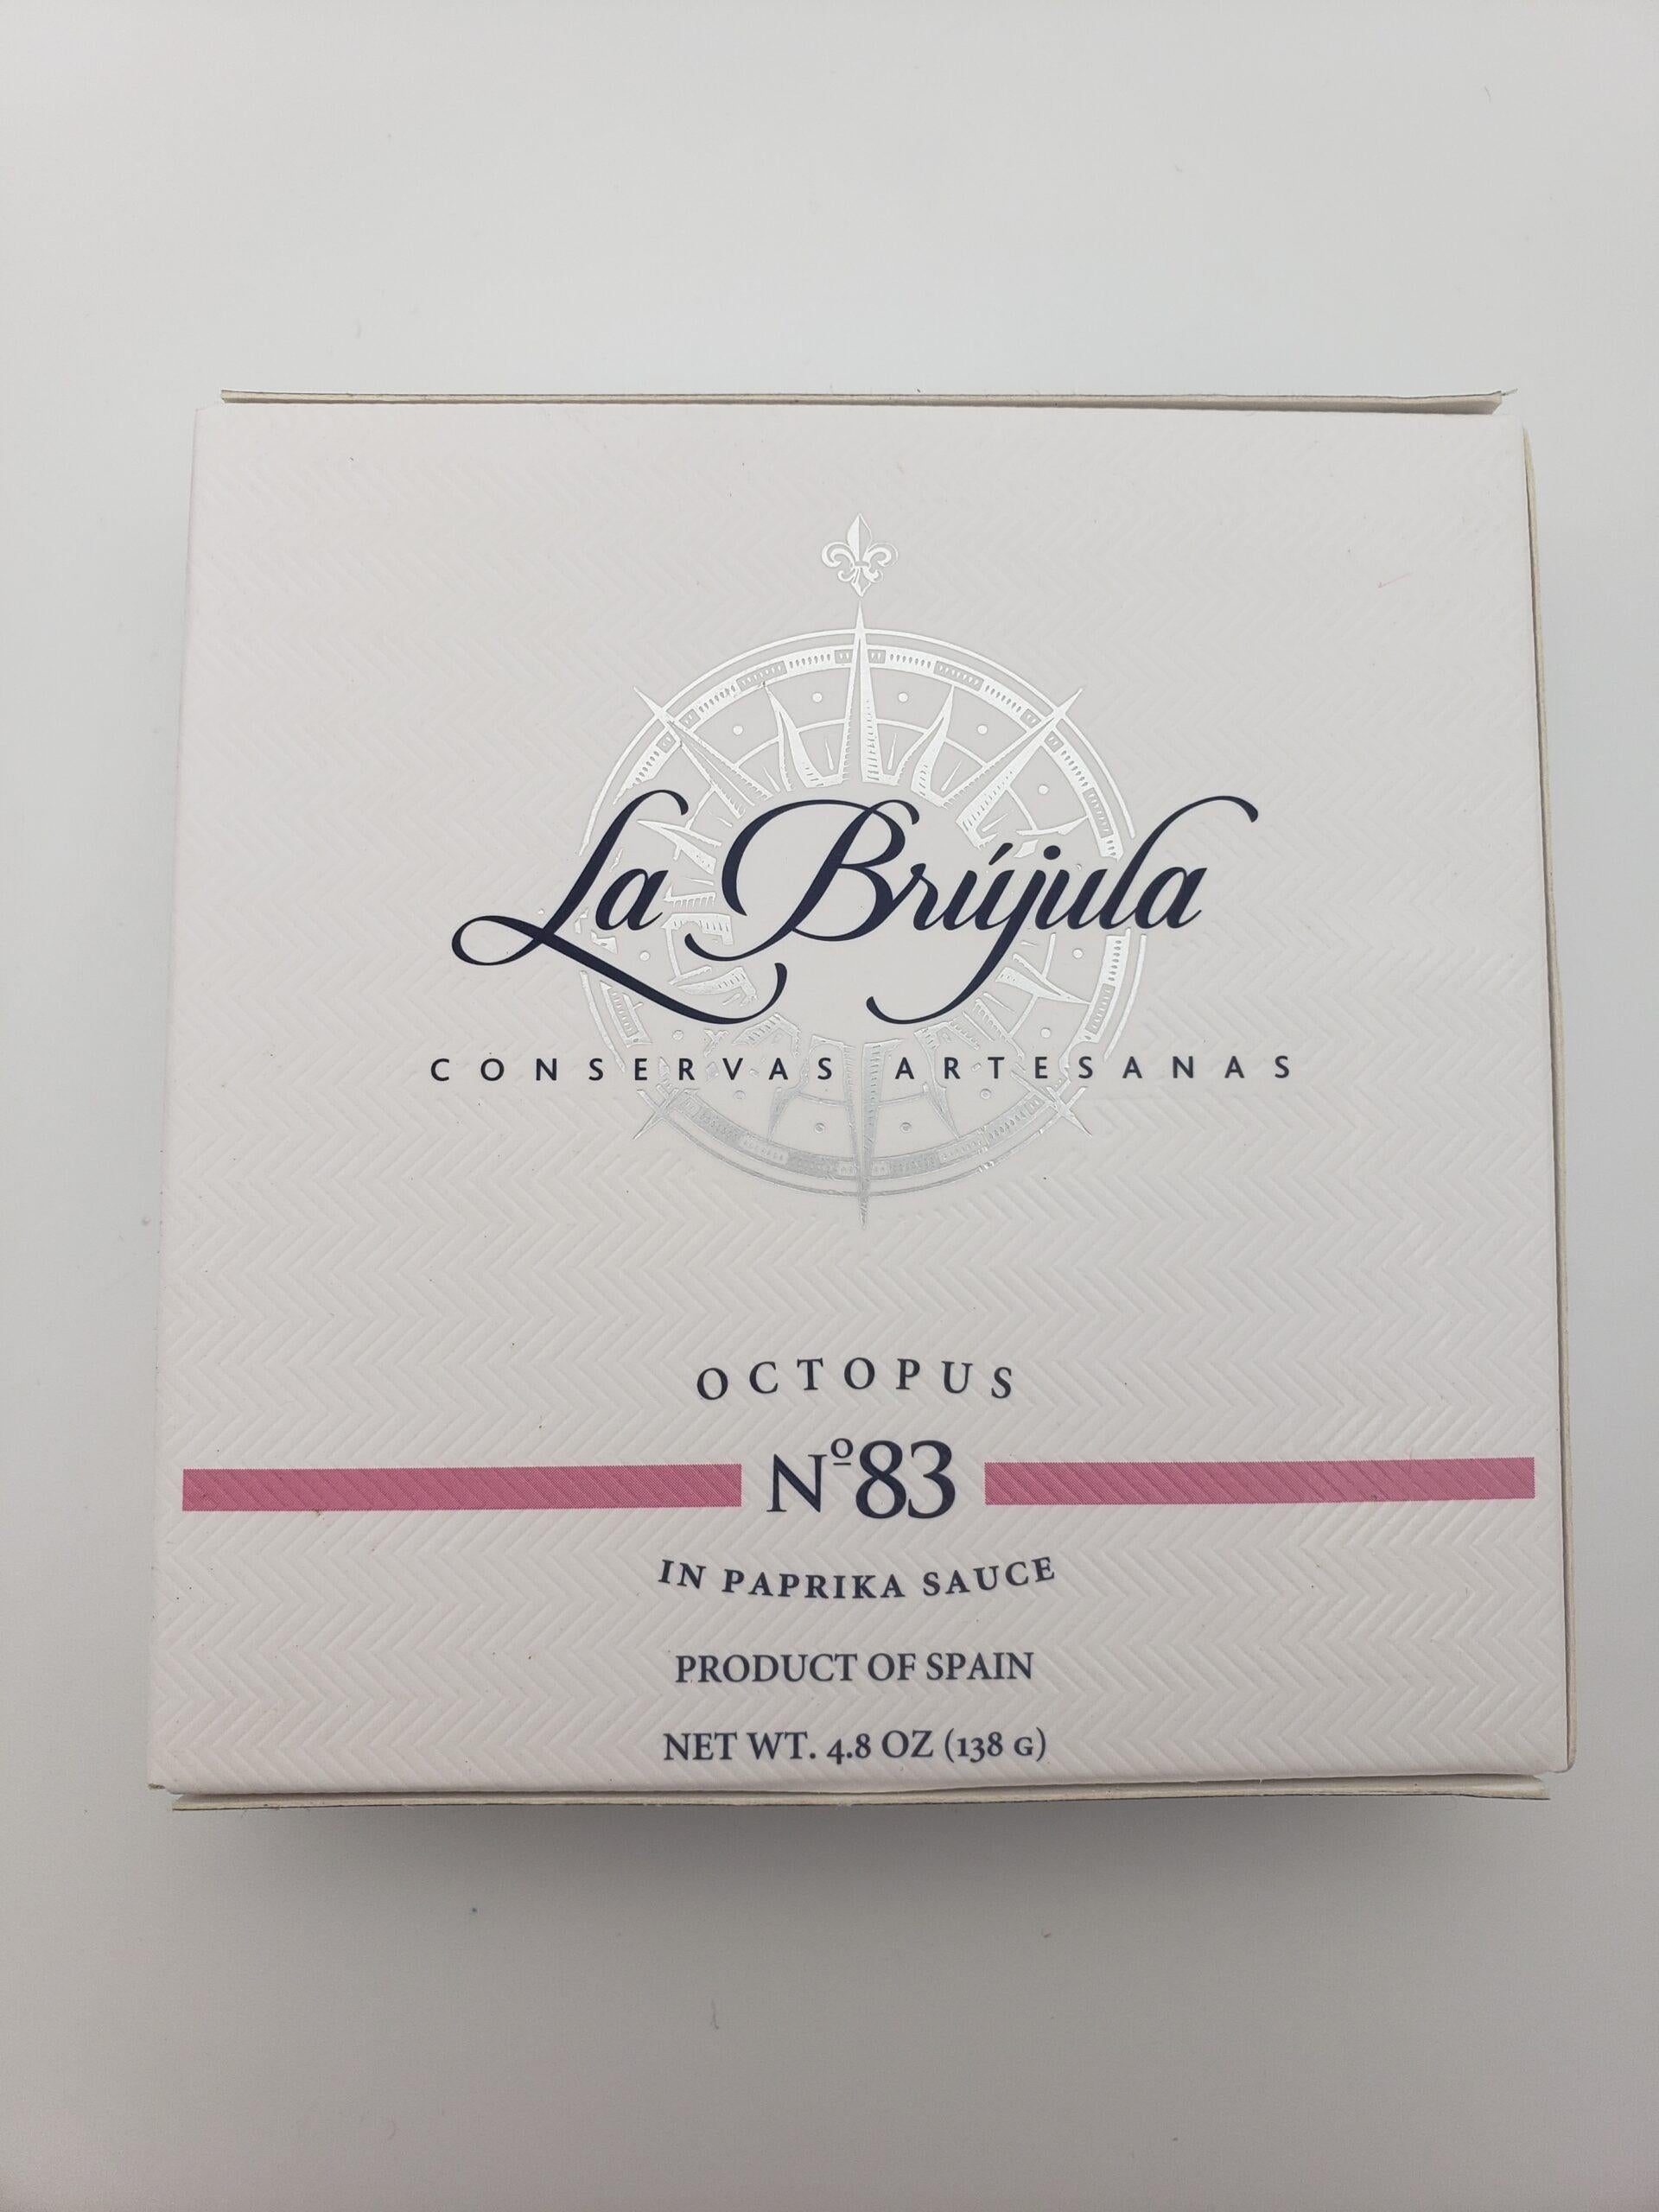 La Brújula
CONSERVAS ARTESANAS
OCTOPUS
Nº83
IN PAPRIKA SAUCE
PRODUCT OF SPAIN
NET WT. 4.8 OZ (138 G)